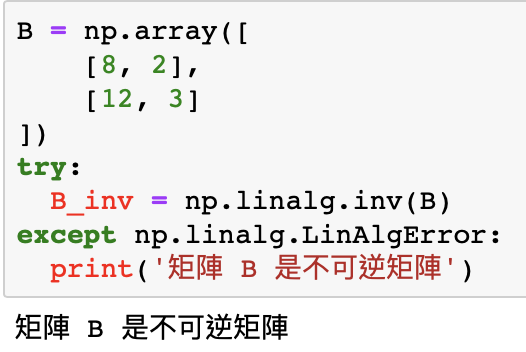 B = np.array([
    [8, 2],
    [12, 3]
])
try:
  B_inv = np.linalg.inv(B)
except np.linalg.LinAlgError:
  print('矩陣 B 是不可逆矩陣')
矩陣 B 是不可逆矩陣